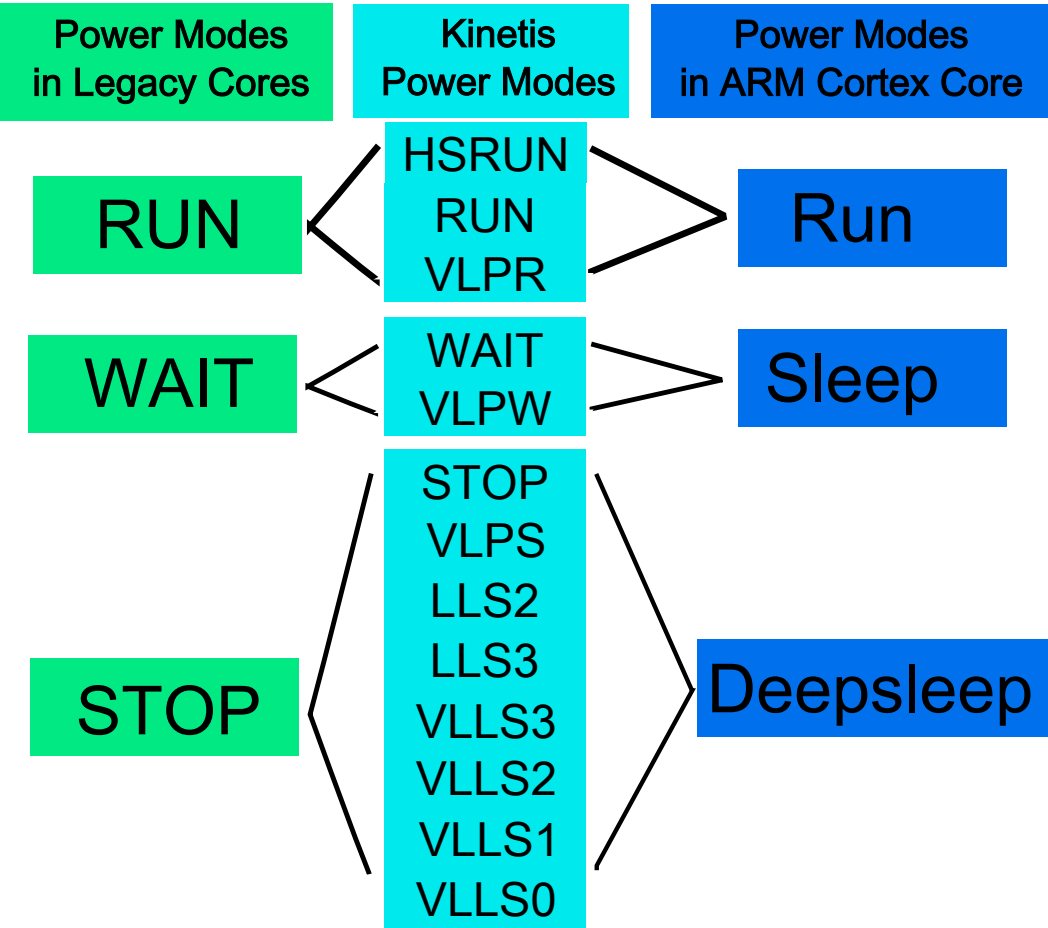 Power Modes
in Legacy Cores
Kinetis
Power Modes
Power Modes
in ARM Cortex Core
RUN
HSRUN
RUN
VLPR
Run
WAIT
WAIT
VLPW
Sleep
STOP
STOP
VLPS
LLS2
LLS3
VLLS3
VLLS2
VLLS1
VLLS0
Deepsleep